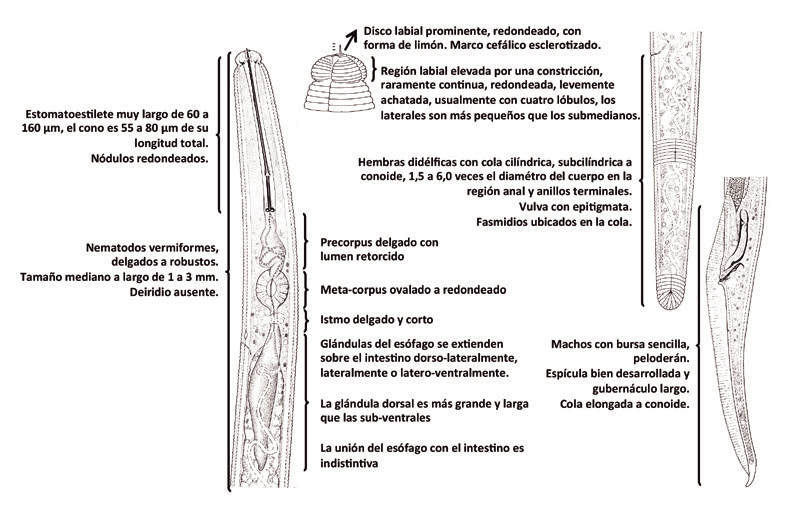 Disco labial prominente, redondeado, con
forma de limón. Marco cefálico esclerotizado.
Región labial elevada por una constricción,
raramente continua, redondeada, levemente
achatada, usualmente con cuatro lóbulos, los
laterales son más pequeños que los submedianos.
Estomatoestilete muy largo de 60 a
160 µm, el cono es 55 a 80 µm de su
longitud total.
Nódulos redondeados.
Hembras didélficas con cola cilíndrica, subcilíndrica a
conoide, 1,5 a 6,0 veces el diamétro del cuerpo en la
región anal y anillos terminales.
Vulva con epitigmata.
Fasmidios ubicados en la cola.
Nematodos vermiformes,
delgados a robustos.
Tamaño mediano a largo de 1 a 3 mm.
Deiridio ausente.
Precorpus delgado con
lumen retorcido
Meta-corpus ovalado a redondeado
Istmo delgado y corto
Glándulas del esófago se extienden
sobre el intestino dorso-lateralmente,
lateralmente o latero-ventralmente.
La glándula dorsal es más grande y larga
que las sub-ventrales
La unión del esófago con el intestino es
indistintiva
Machos con bursa sencilla,
peloderán.
Espícula bien desarrollada y
gubernáculo largo.
Cola elongada a conoide.